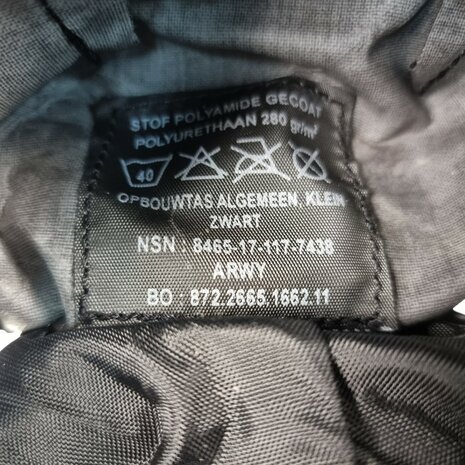 STOF POLYAMIDE GECOAT
POLYURETHAAN 280 gr/m²
40
OPBOUWTAS ALGEMEEN, KLEIN
ZWART
NSN : 8465-17-117-7438
ARWY
BO : 872.2665.1662.11